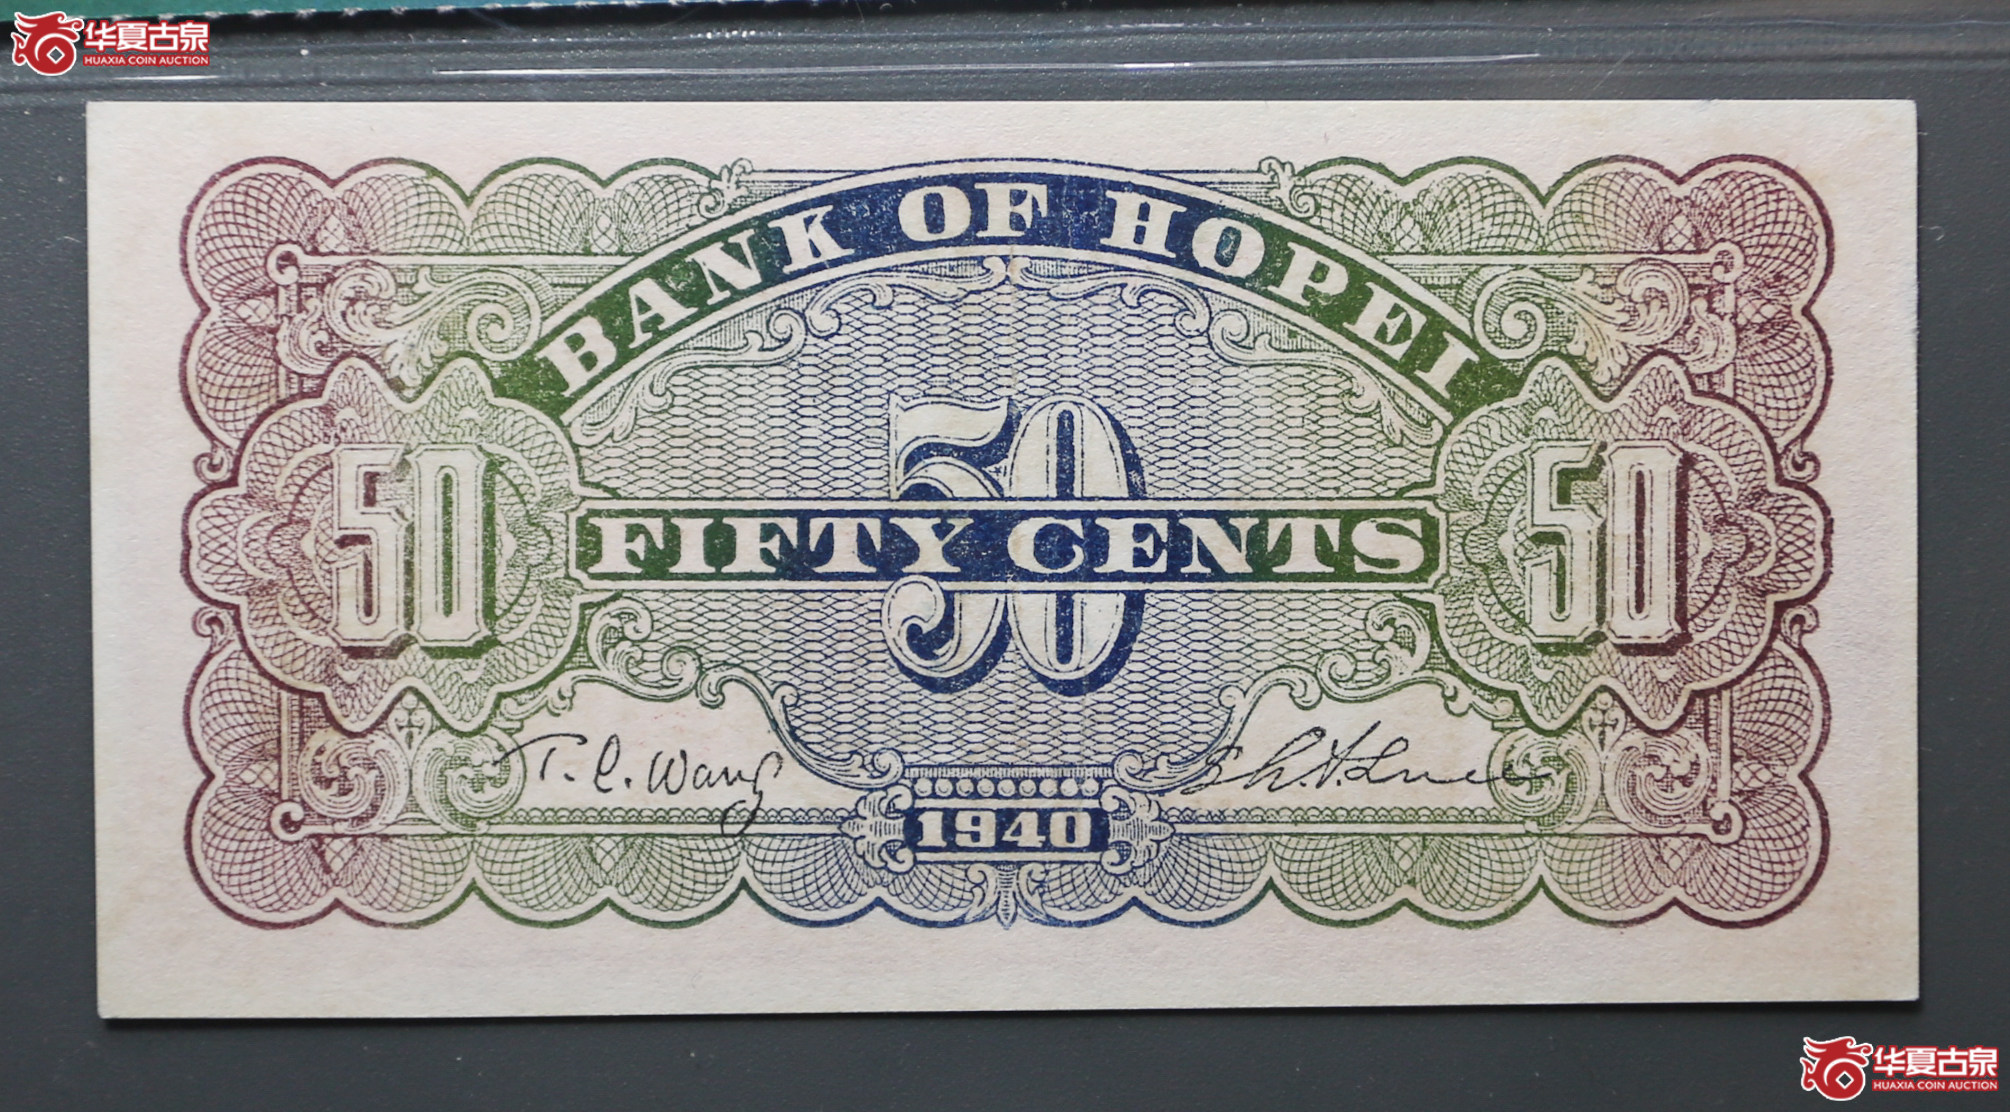 华夏古泉
HUAXIA COIN AUCTION
BANK OF HOPEI
50
50
50
FIFTY CENTS
T. C. Wang
1940
华夏古泉
HUAXIA COIN AUCTION